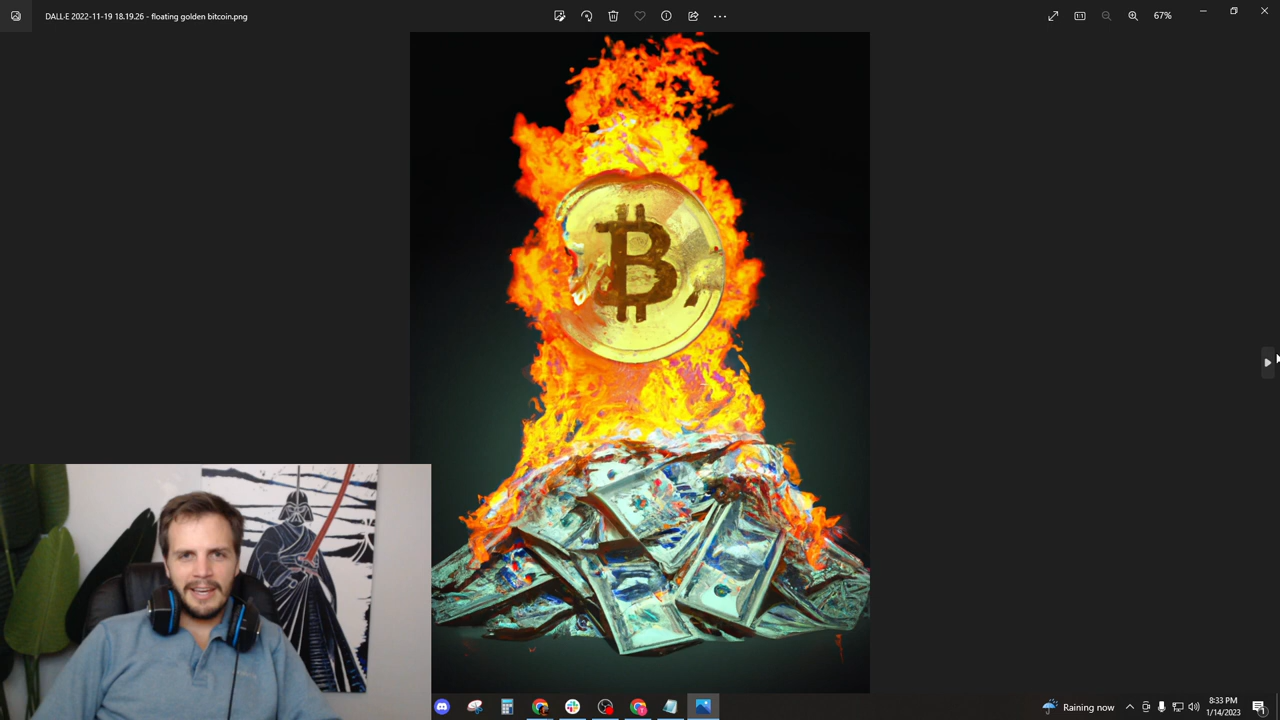 DALL·E 2022-11-19 18.19.26 - floating golden bitcoin.png
67%
B
Raining now
8:33 PM
1/14/2023